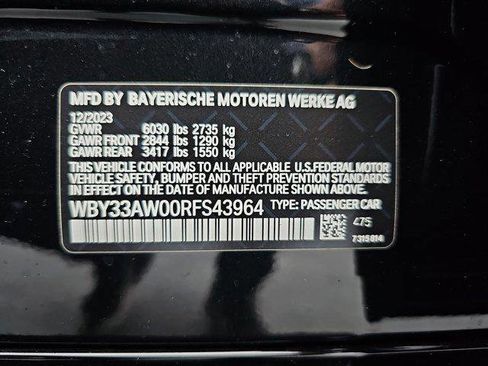 MFD BY BAYERISCHE MOTOREN WERKE AG
12/2023
GVWR 6030 lbs 2735 kg
GAWR FRONT 2844 lbs 1290 kg
GAWR REAR 3417 lbs 1550 kg
THIS VEHICLE CONFORMS TO ALL APPLICABLE U.S. FEDERAL MOTOR
VEHICLE SAFETY, BUMPER AND THEFT PREVENTION STANDARDS
IN EFFECT ON THE DATE OF MANUFACTURE SHOWN ABOVE.
WBY33AW00RFS43964 TYPE: PASSENGER CAR
475
7315814